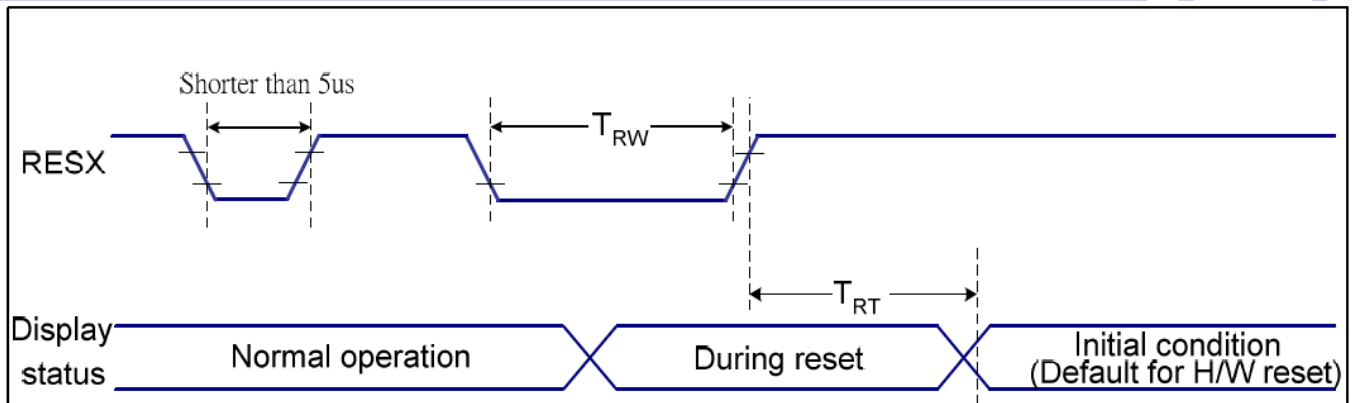 Shorter than 5us
T_RW
RESX
T_RT
Display
status
Normal operation
During reset
Initial condition
(Default for H/W reset)